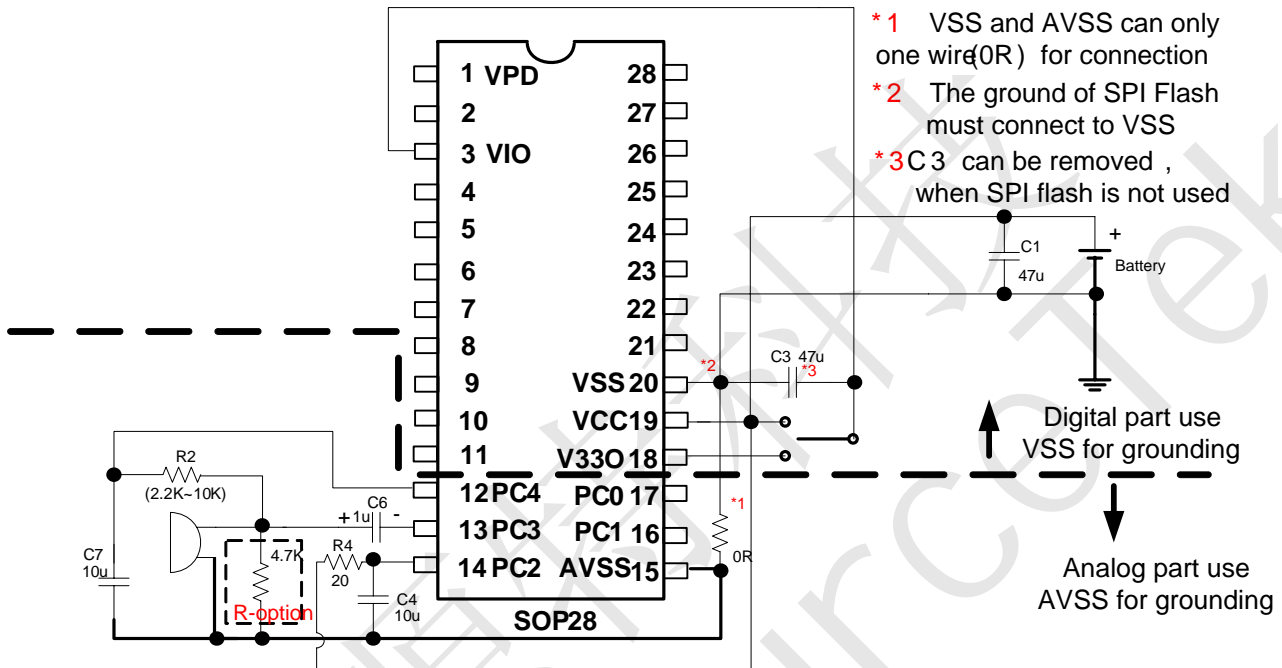 *1 VSS and AVSS can only
one wire(0R) for connection
*2 The ground of SPI Flash
must connect to VSS
*3 C3 can be removed ,
when SPI flash is not used
1 VPD
2
3 VIO
4
5
6
7
8
9
10
11
12 PC4
13 PC3
14 PC2
28
27
26
25
24
23
22
21
VSS 20
VCC 19
V33O 18
PC0 17
PC1 16
AVSS 15
SOP28
C1
47u
+
Battery
*2
C3 47u
*3
Digital part use
VSS for grounding
*1
0R
Analog part use
AVSS for grounding
R2
(2.2K~10K)
C6
+ 1u -
R4
20
C4
10u
C7
10u
4.7K
R-option